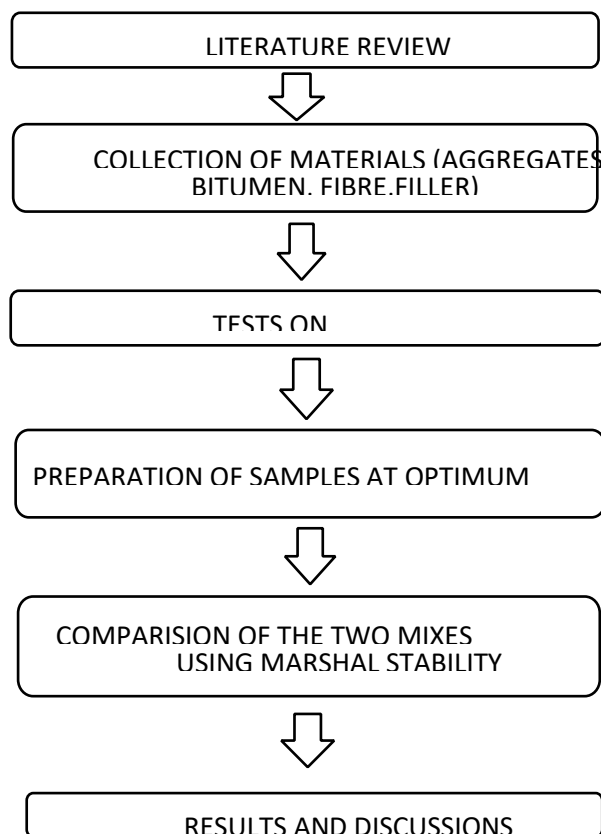 LITERATURE REVIEW
COLLECTION OF MATERIALS (AGGREGATES
BITUMEN. FIBRE.FILLER)
TESTS ON
PREPARATION OF SAMPLES AT OPTIMUM
COMPARISION OF THE TWO MIXES
USING MARSHAL STABILITY
RESULTS AND DISCUSSIONS